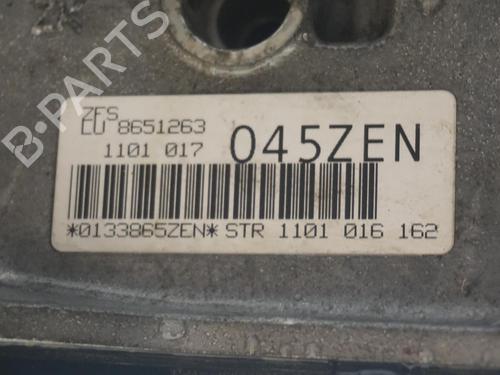 B-PARTS
ZFS
EU 8651263
1101 017 045ZEN
*0133865ZEN* STR 1101 016 162